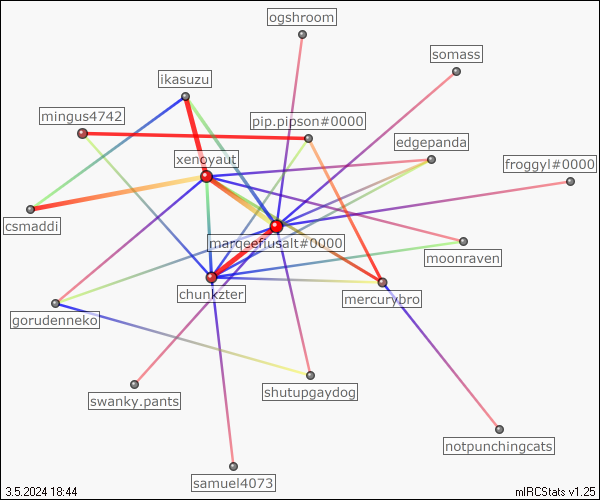 ogshroom
somass
ikasuzu
mingus4742
pip.pipson#0000
edgepanda
xenoyaut
froggyl#0000
csmaddi
marqeefiusalt#0000
moonraven
chunkzter
mercurybro
gorudenneko
shutupgaydog
swanky.pants
notpunchingcats
samuel4073
3.5.2024 18:44
mIRCStats v1.25